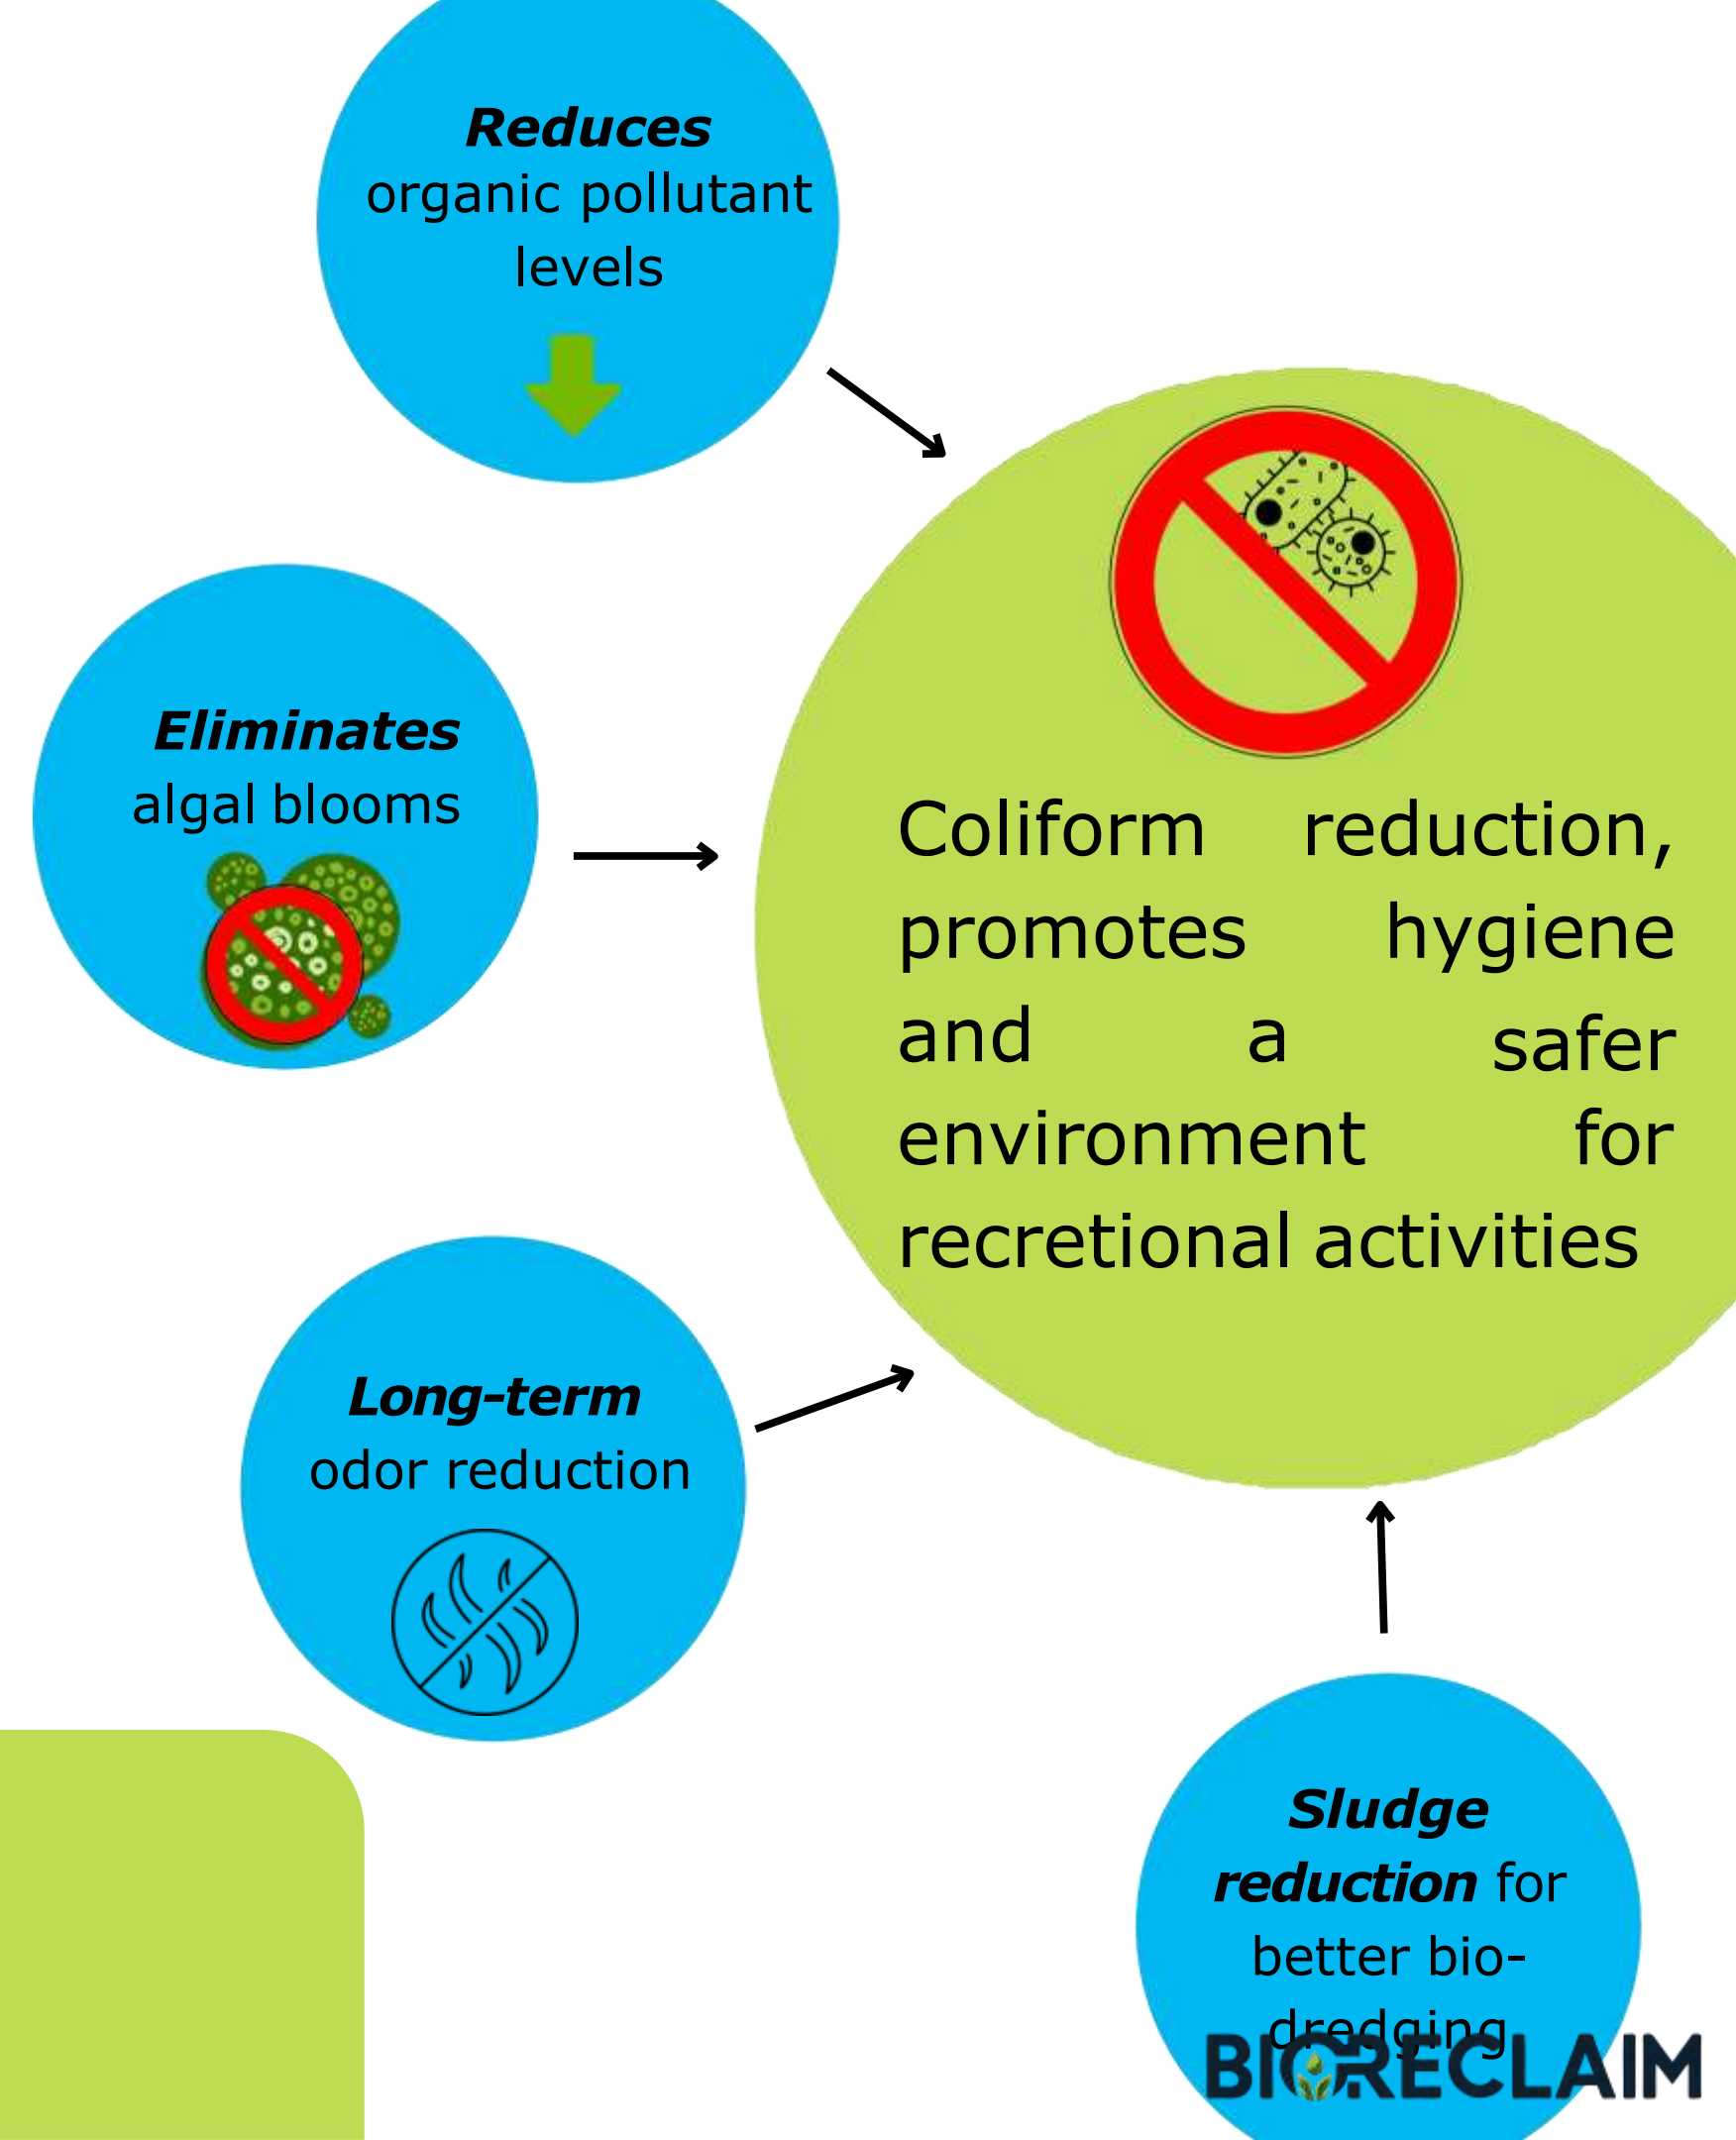 Reduces
organic pollutant
levels
Eliminates
algal blooms
Coliform reduction,
promotes hygiene
and a safer
environment for
recretional activities
Long-term
odor reduction
Sludge
reduction for
better bio-
dredging
BIORECLAIM